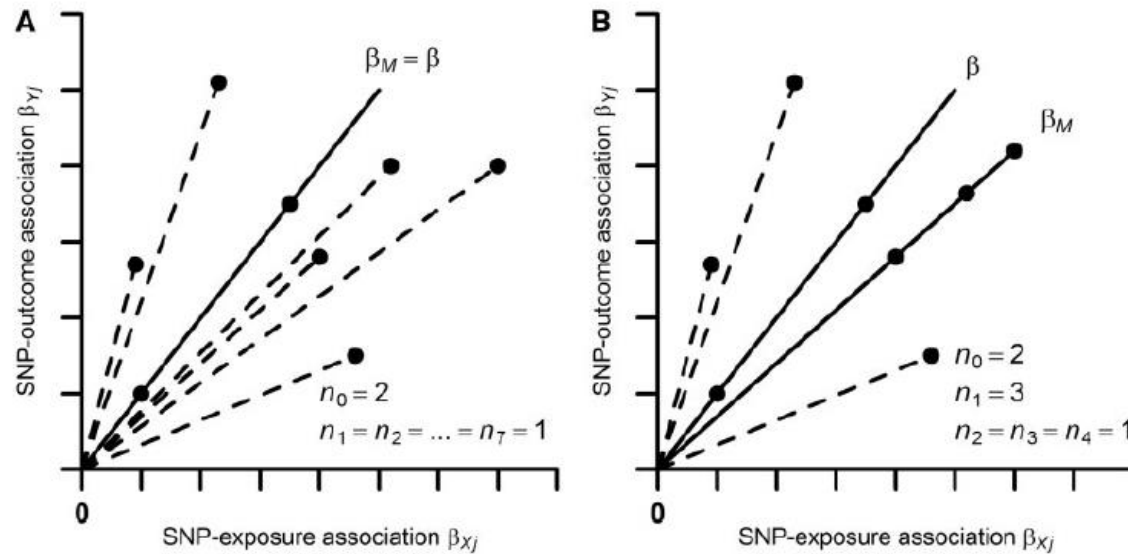 A
β_M = β
SNP-outcome association β_Yj
n_0 = 2
n_1 = n_2 = ... = n_7 = 1
0
SNP-exposure association β_Xj
B
β
β_M
SNP-outcome association β_Yj
n_0 = 2
n_1 = 3
n_2 = n_3 = n_4 = 1
0
SNP-exposure association β_Xj